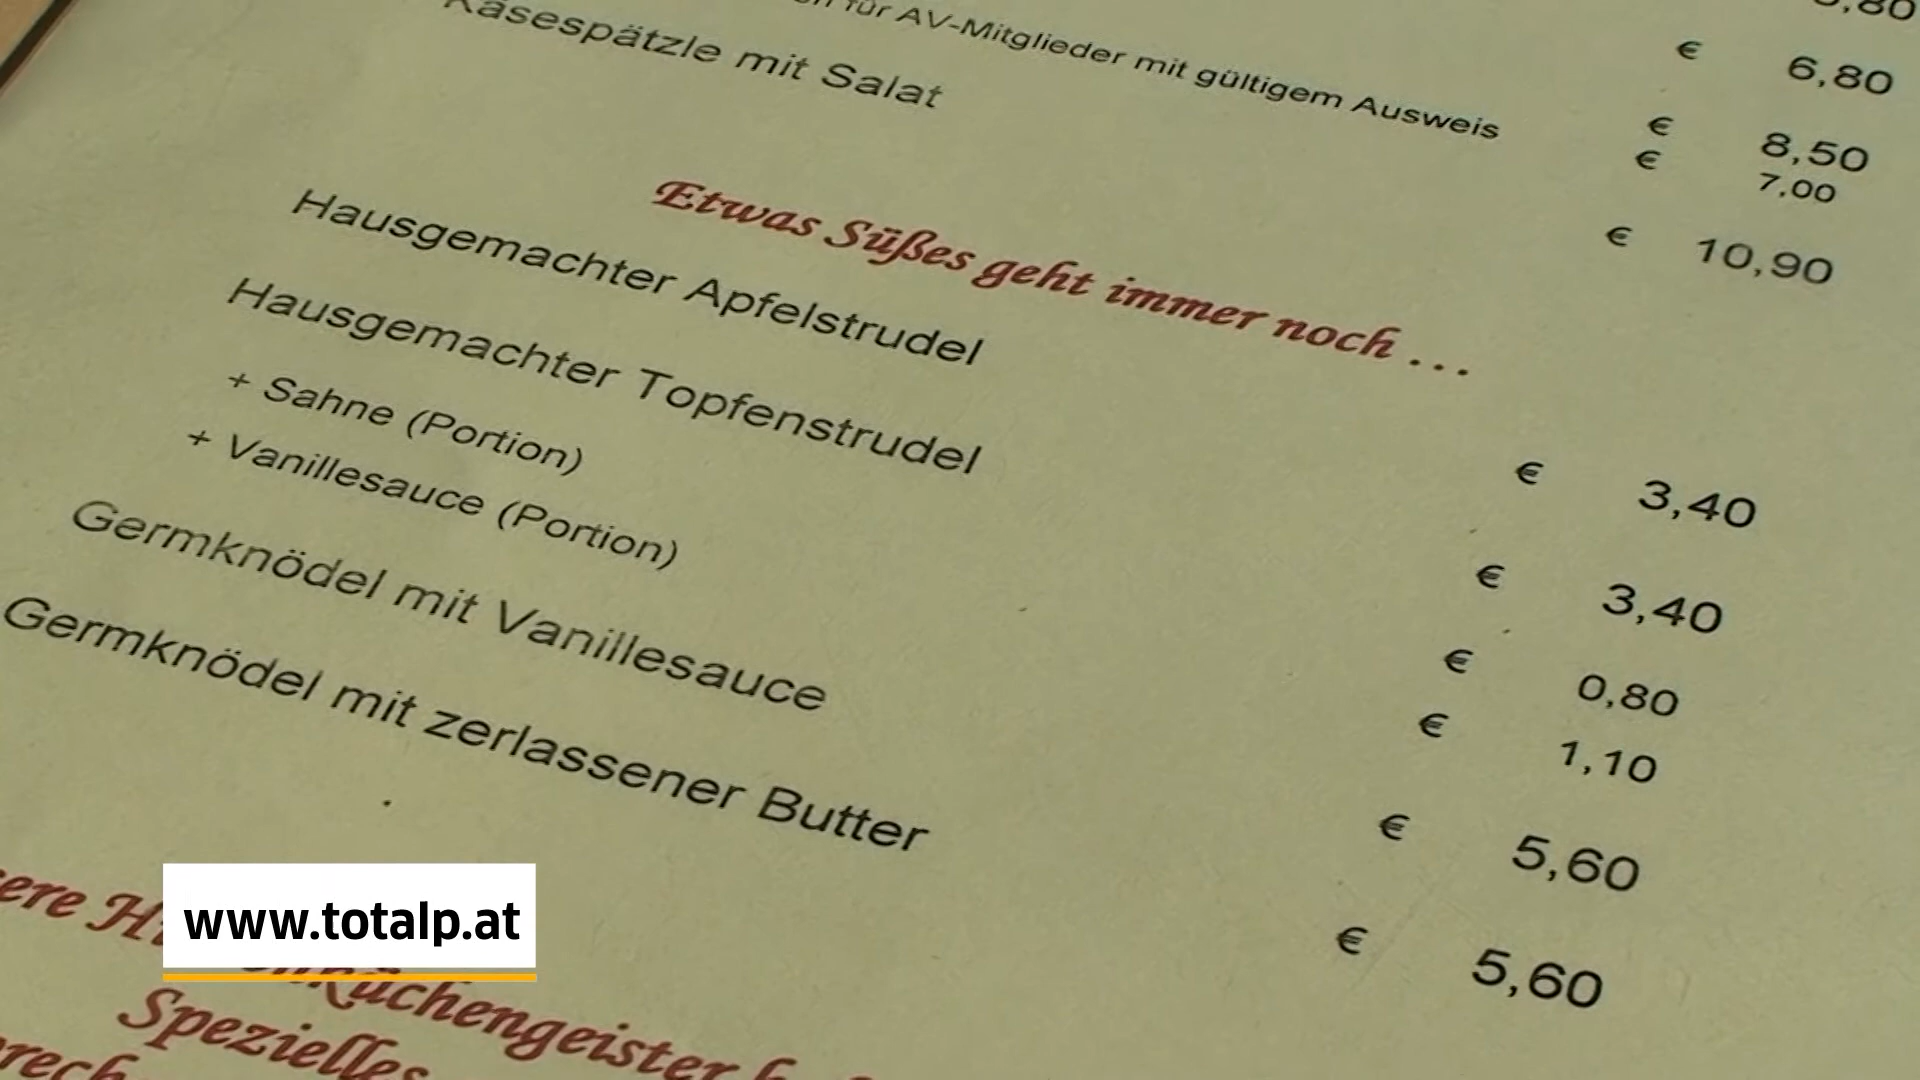 für AV-Mitglieder mit gültigem Ausweis
Käsespätzle mit Salat
€ 6,80
€ 8,50
€ 7,00
€ 10,90
Etwas Süßes geht immer noch . . .
Hausgemachter Apfelstrudel € 3,40
Hausgemachter Topfenstrudel € 3,40
+ Sahne (Portion) € 0,80
+ Vanillesauce (Portion) € 1,10
Germknödel mit Vanillesauce € 5,60
Germknödel mit zerlassener Butter € 5,60
www.totalp.at
Küchengeister
Spezielles